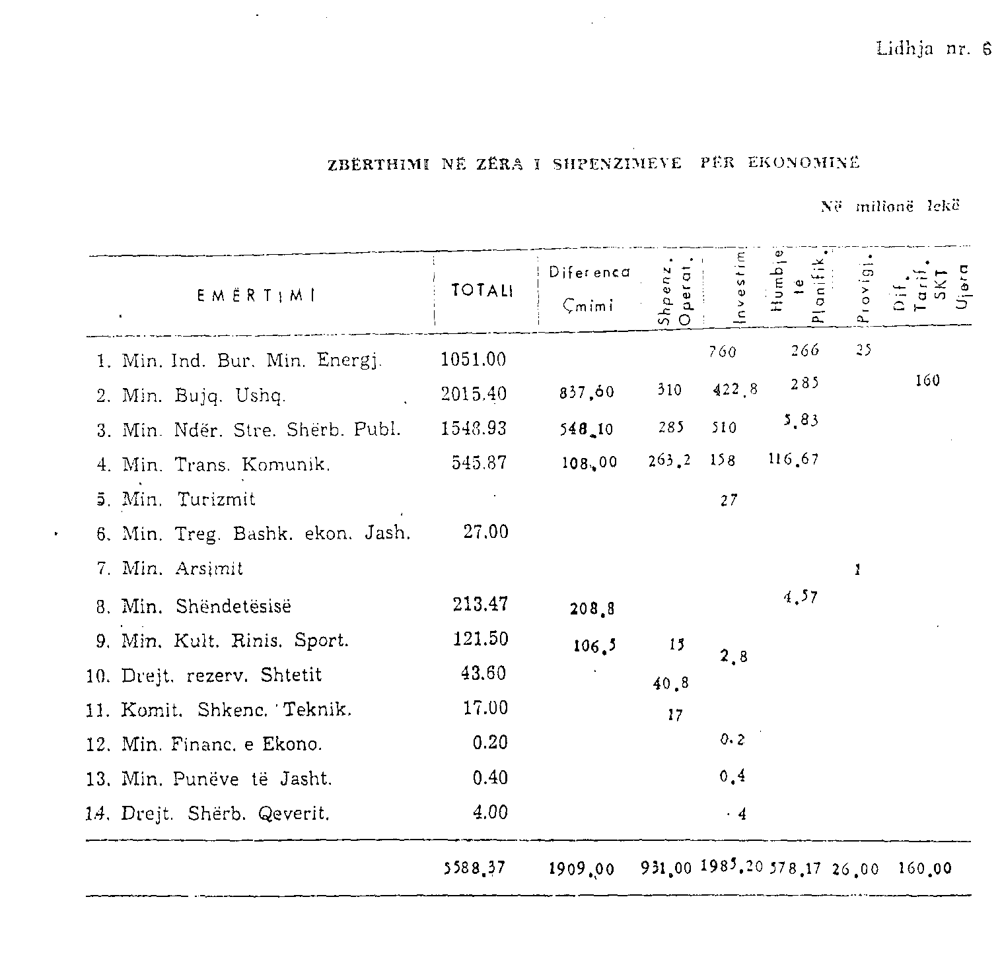 Lidhja nr. 6
ZBËRTHIMI NË ZËRA I SHPENZIMEVE PËR EKONOMINË
Në milionë lekë
EMËRTIMI TOTALI Diferenca Çmimi Shpenz. Operat. Investim Humbje të Planifik. Provigj. Dif. Tarif. SKT Ujëra
1. Min. Ind. Bur. Min. Energj. 1051.00 760 266 25
2. Min. Bujq. Ushq. 2015.40 837.60 310 422.8 285 160
3. Min. Ndër. Stre. Shërb. Publ. 1548.93 548.10 285 510 5.83
4. Min. Trans. Komunik. 545.87 108.00 263.2 158 116.67
5. Min. Turizmit 27
6. Min. Treg. Bashk. ekon. Jash. 27.00
7. Min. Arsimit 1
8. Min. Shëndetësisë 213.47 208.8 4.57
9. Min. Kult. Rinis. Sport. 121.50 106.5 15 2.8
10. Drejt. rezerv. Shtetit 43.60 40.8
11. Komit. Shkenc. Teknik. 17.00 17
12. Min. Financ. e Ekono. 0.20 0.2
13. Min. Punëve të Jasht. 0.40 0.4
14. Drejt. Shërb. Qeverit. 4.00 4
5588.37 1909.00 931.00 1985.20 578.17 26.00 160.00